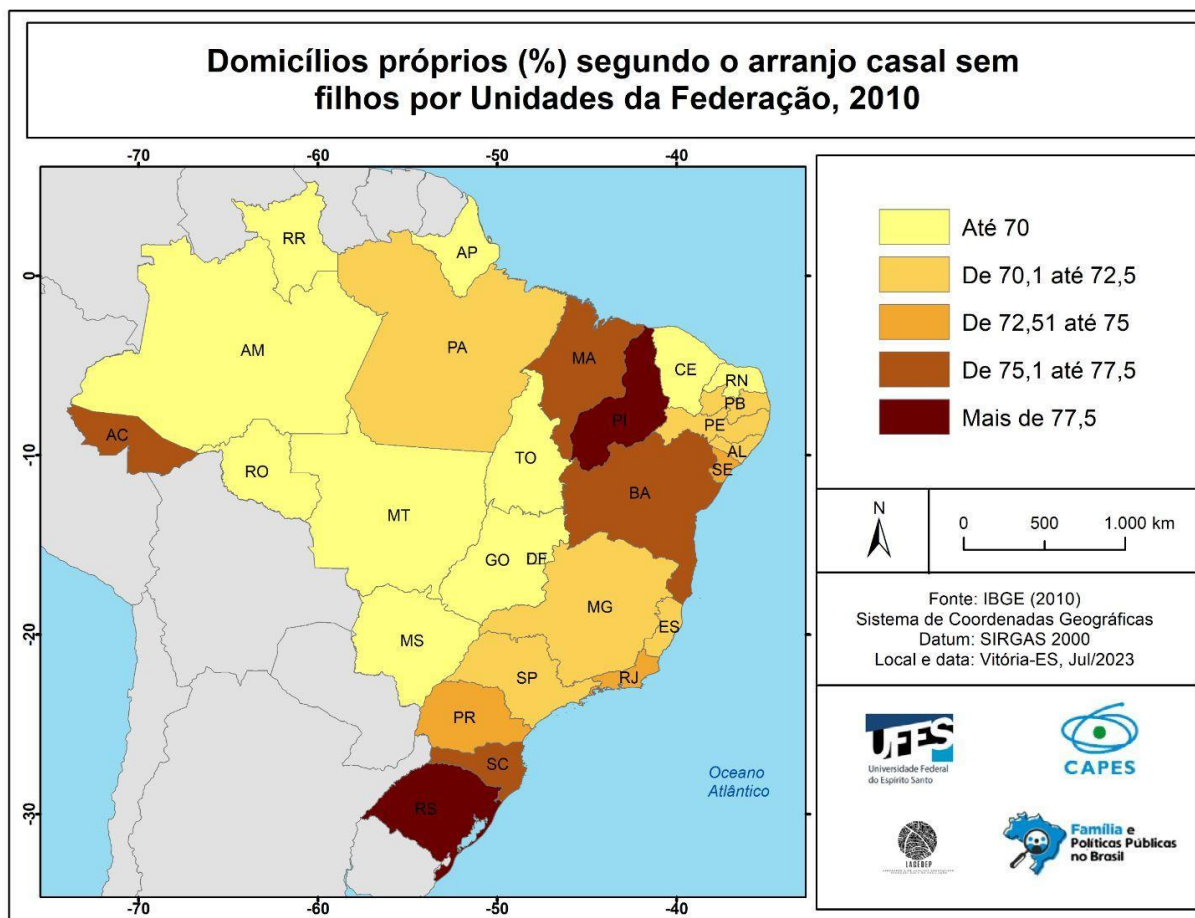 Domicílios próprios (%) segundo o arranjo casal sem
filhos por Unidades da Federação, 2010
-70
-60
-50
-40
0
-10
-20
-30
0
-10
-20
-30
-70
-60
-50
-40
RR
AP
AM
PA
MA
CE
RN
PB
PI
PE
AL
SE
AC
RO
TO
BA
MT
GO
DF
MG
ES
MS
SP
RJ
PR
SC
RS
Oceano
Atlântico
Até 70
De 70,1 até 72,5
De 72,51 até 75
De 75,1 até 77,5
Mais de 77,5
N
0 500 1.000 km
Fonte: IBGE (2010)
Sistema de Coordenadas Geográficas
Datum: SIRGAS 2000
Local e data: Vitória-ES, Jul/2023
UFES
Universidade Federal
do Espírito Santo
CAPES
LACEDEP
Família e
Políticas Públicas
no Brasil